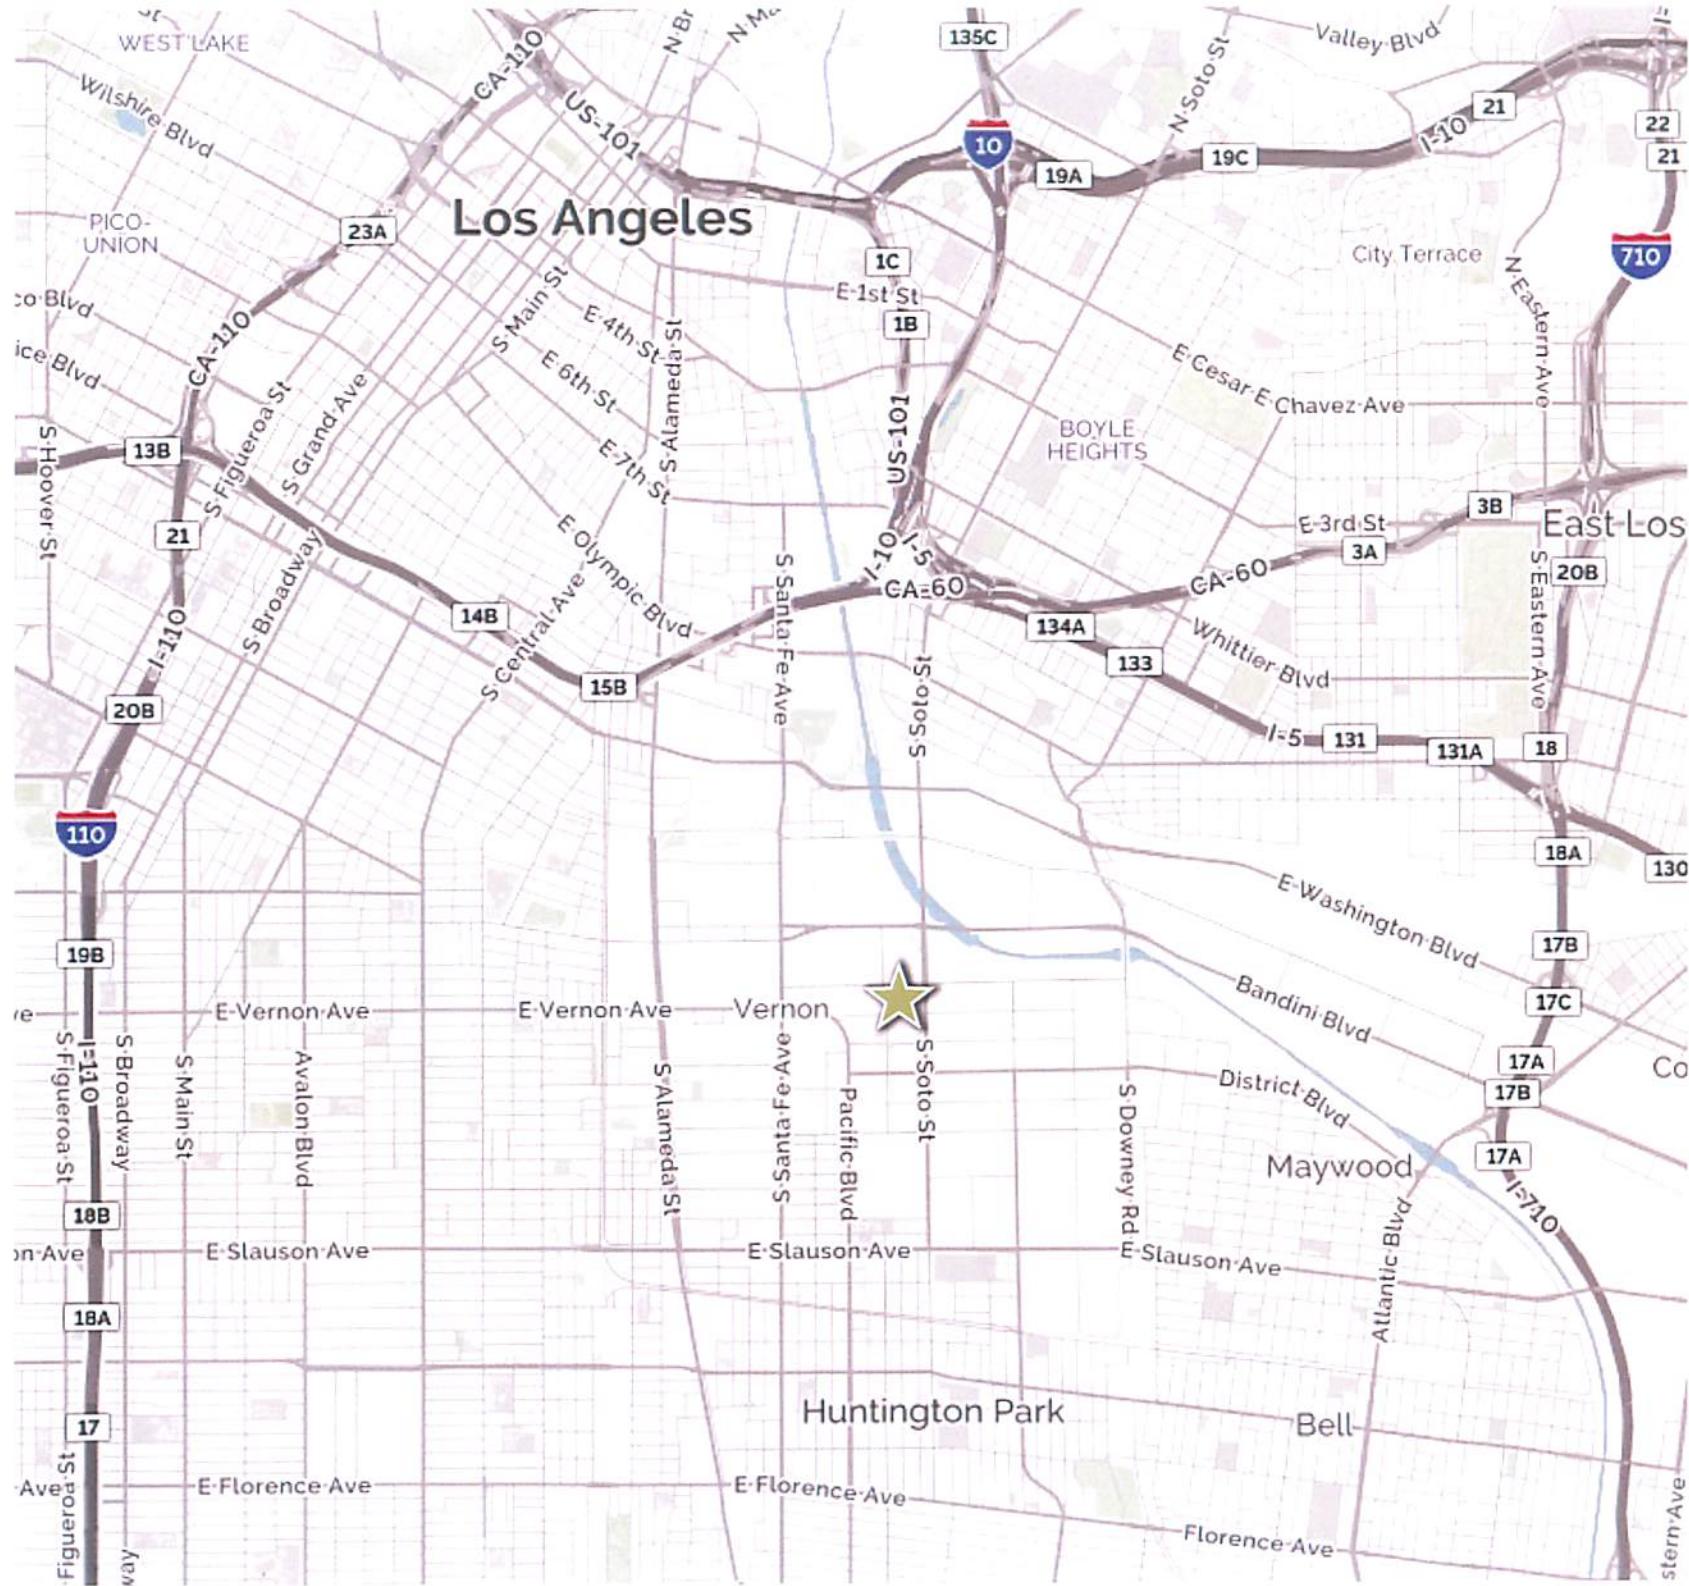 WESTLAKE
Wilshire Blvd
CA-110
US-101
135C
N Soto St
Valley Blvd
21
I-10
22
21
10
19A
19C
PICO-
UNION
23A
Los Angeles
1C
E 1st St
1B
City Terrace
710
N Eastern Ave
CA-110
S Main St
E 4th St
E 6th St
E 7th St
S Alameda St
E Cesar E Chavez Ave
BOYLE
HEIGHTS
US-101
S Hoover St
13B
S Figueroa St
S Grand Ave
21
I-110
S Broadway
14B
S Central Ave
E Olympic Blvd
15B
S Santa Fe Ave
I-10
I-5
CA-60
CA-60
E 3rd St
3A
3B
East Los
20B
S Eastern Ave
134A
133
Whittier Blvd
S Soto St
I-5
131
131A
18
20B
110
18A
130
E Washington Blvd
17B
19B
17C
Bandini Blvd
E Vernon Ave
E Vernon Ave
Vernon
17A
17B
Co
S Figueroa St
I-110
S Broadway
S Main St
Avalon Blvd
S Alameda St
S Santa Fe Ave
Pacific Blvd
S Soto St
S Downey Rd
District Blvd
Maywood
17A
I-710
18B
on Ave
E Slauson Ave
E Slauson Ave
E Slauson Ave
Atlantic Blvd
18A
17
Huntington Park
Bell
Ave
E Florence Ave
E Florence Ave
Florence Ave
Figueroa St
way
stern Ave